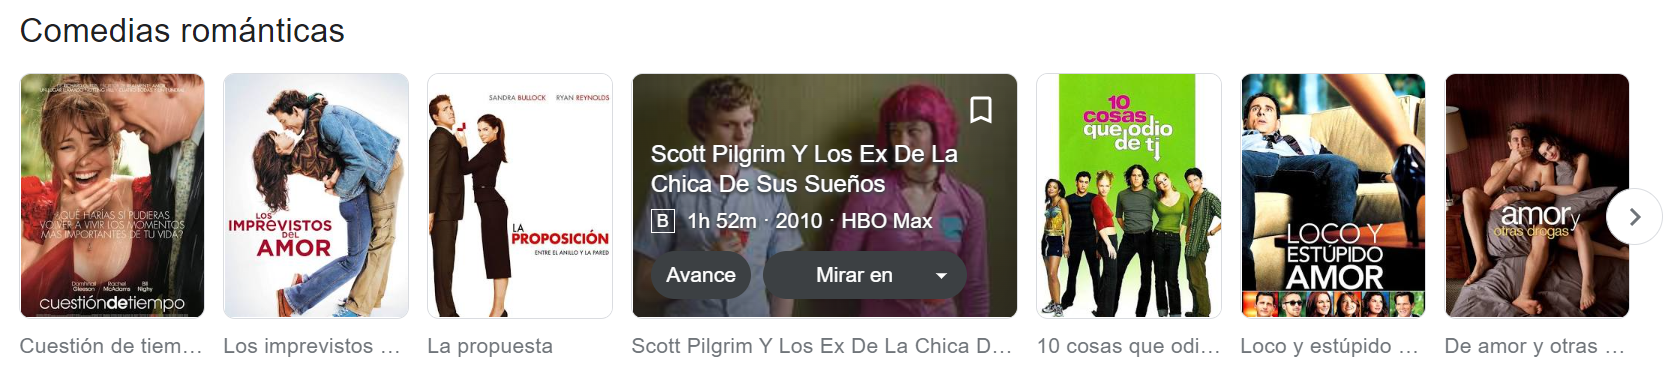 Comedias románticas
¿QUÉ HARÍAS SI PUDIERAS
VOLVER A VIVIR LOS MOMENTOS
MÁS IMPORTANTES DE TU VIDA?
Domhnall Gleeson
Rachel McAdams
Bill Nighy
cuestióndetiempo
LOS
IMPREVISTOS
DEL
AMOR
SANDRA BULLOCK RYAN REYNOLDS
LA
PROPOSICIÓN
ENTRE EL ANILLO Y LA PARED
Scott Pilgrim Y Los Ex De La
Chica De Sus Sueños
B 1h 52m · 2010 · HBO Max
Avance
Mirar en
10
cosas
que odio
de ti
LOCO Y
ESTÚPIDO
AMOR
amor y
otras drogas
Cuestión de tiem...
Los imprevistos ...
La propuesta
Scott Pilgrim Y Los Ex De La Chica D...
10 cosas que odi...
Loco y estúpido ...
De amor y otras ...